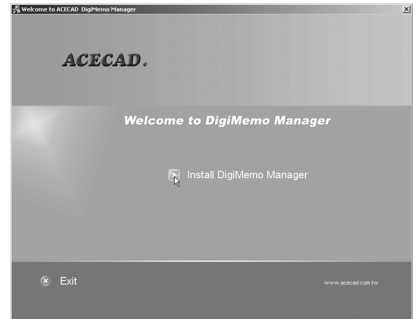 Welcome to ACECAD DigiMemo Manager
ACECAD.
Welcome to DigiMemo Manager
Install DigiMemo Manager
Exit
www.acecad.com.tw